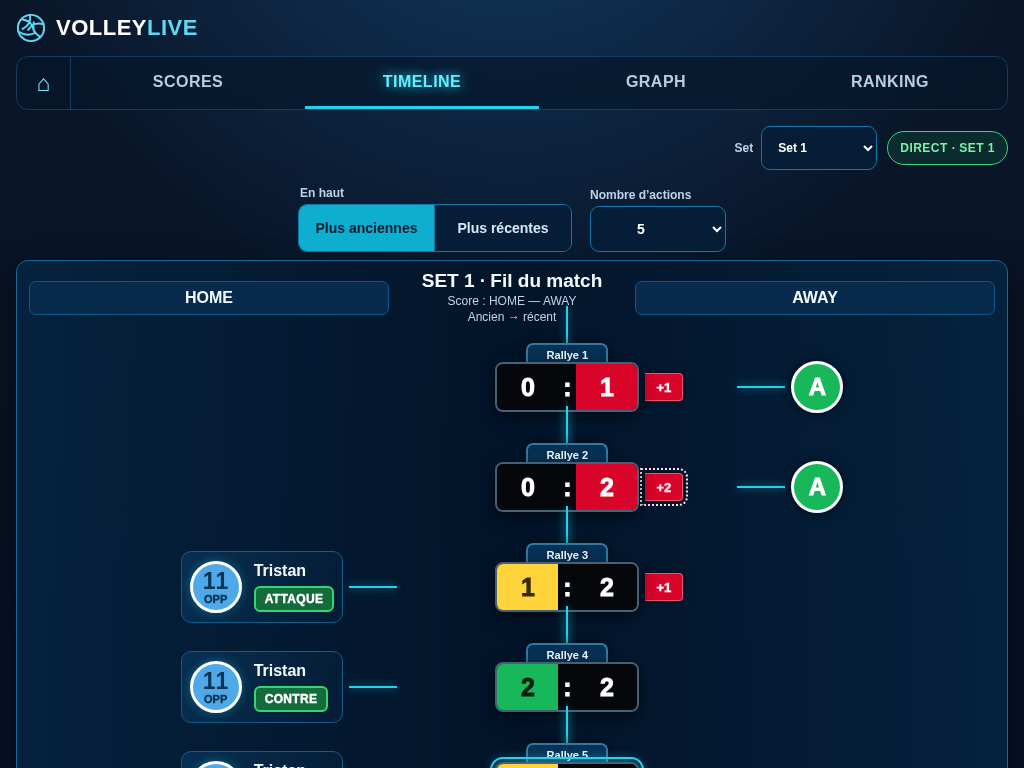 VOLLEYLIVE
SCORES
TIMELINE
GRAPH
RANKING
Set
Set 1
DIRECT · SET 1
En haut
Nombre d'actions
Plus anciennes
Plus récentes
5
HOME
SET 1 · Fil du match
Score : HOME — AWAY
Ancien → récent
AWAY
Rallye 1
0 : 1
+1
A
Rallye 2
0 : 2
+2
A
11
OPP
Tristan
ATTAQUE
Rallye 3
1 : 2
+1
11
OPP
Tristan
CONTRE
Rallye 4
2 : 2
Tristan
Rallye 5